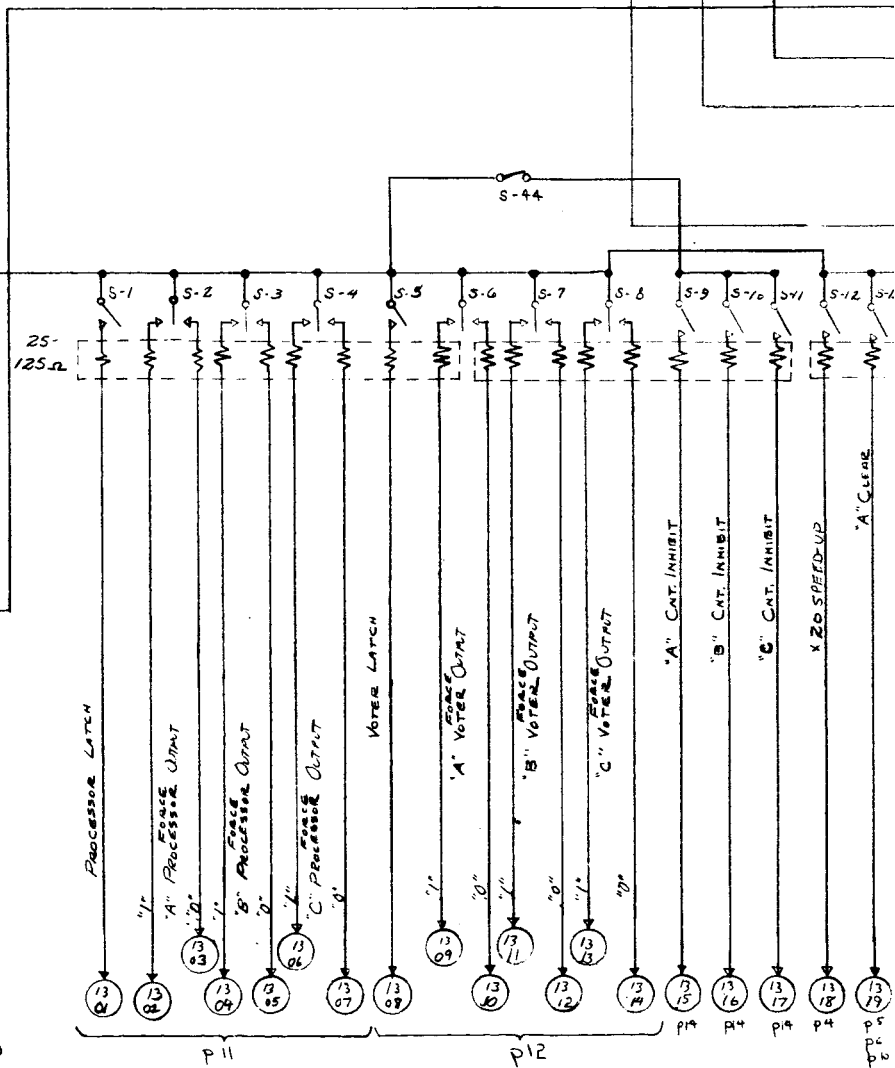 S-44
S-1
S-2
S-3
S-4
S-5
S-6
S-7
S-8
S-9
S-10
S-11
S-12
25-
125Ω
PROCESSOR LATCH
"1"
FORCE
"A" PROCESSOR OUTPUT
"0"
"1"
FORCE
"B" PROCESSOR OUTPUT
"0"
"1"
FORCE
"C" PROCESSOR OUTPUT
"0"
VOTER LATCH
"1"
FORCE
"A" VOTER OUTPUT
"0"
"1"
FORCE
"B" VOTER OUTPUT
"0"
"1"
FORCE
"C" VOTER OUTPUT
"0"
"A" CNT. INHIBIT
"B" CNT. INHIBIT
"C" CNT. INHIBIT
X 20 SPEED-UP
"A" CLEAR
13 01
13 02
13 03
13 04
13 05
13 06
13 07
13 08
13 09
13 10
13 11
13 12
13 13
13 14
13 15
13 16
13 17
13 18
13 19
p11
p12
p14
p14
p14
p4
p5